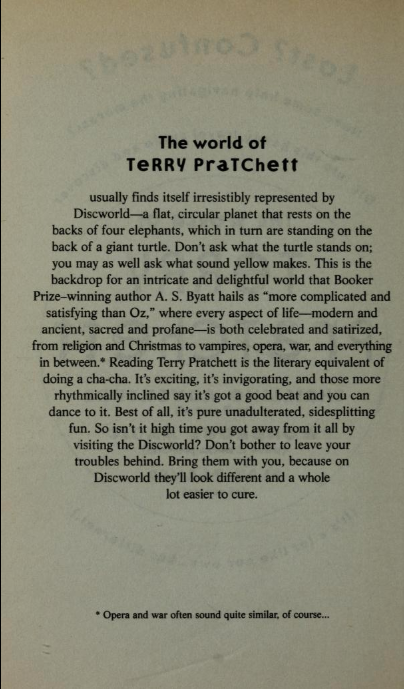 The world of
TeRRY PraTChett
usually finds itself irresistibly represented by
Discworld—a flat, circular planet that rests on the
backs of four elephants, which in turn are standing on the
back of a giant turtle. Don't ask what the turtle stands on;
you may as well ask what sound yellow makes. This is the
backdrop for an intricate and delightful world that Booker
Prize–winning author A. S. Byatt hails as “more complicated and
satisfying than Oz,” where every aspect of life—modern and
ancient, sacred and profane—is both celebrated and satirized,
from religion and Christmas to vampires, opera, war, and everything
in between.* Reading Terry Pratchett is the literary equivalent of
doing a cha-cha. It's exciting, it's invigorating, and those more
rhythmically inclined say it's got a good beat and you can
dance to it. Best of all, it's pure unadulterated, sidesplitting
fun. So isn't it high time you got away from it all by
visiting the Discworld? Don't bother to leave your
troubles behind. Bring them with you, because on
Discworld they'll look different and a whole
lot easier to cure.
* Opera and war often sound quite similar, of course...